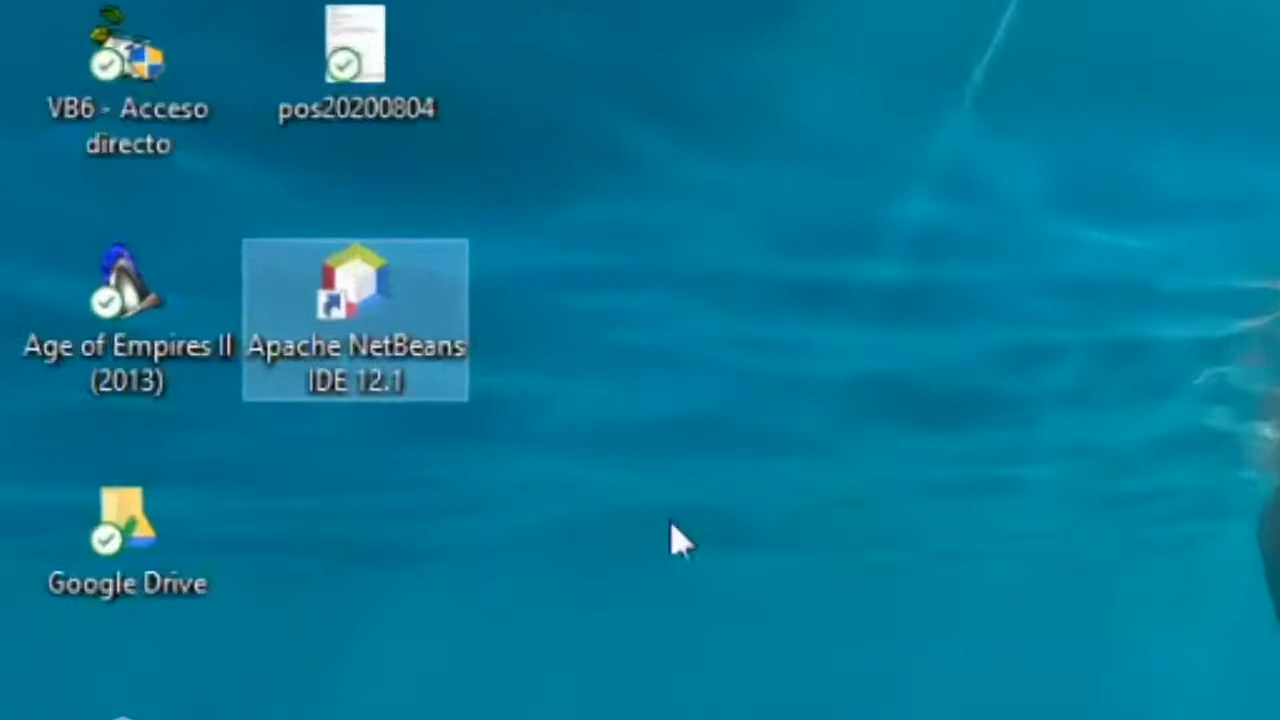 VB6 - Acceso
directo
pos20200804
Age of Empires II
(2013)
Apache NetBeans
IDE 12.1
Google Drive